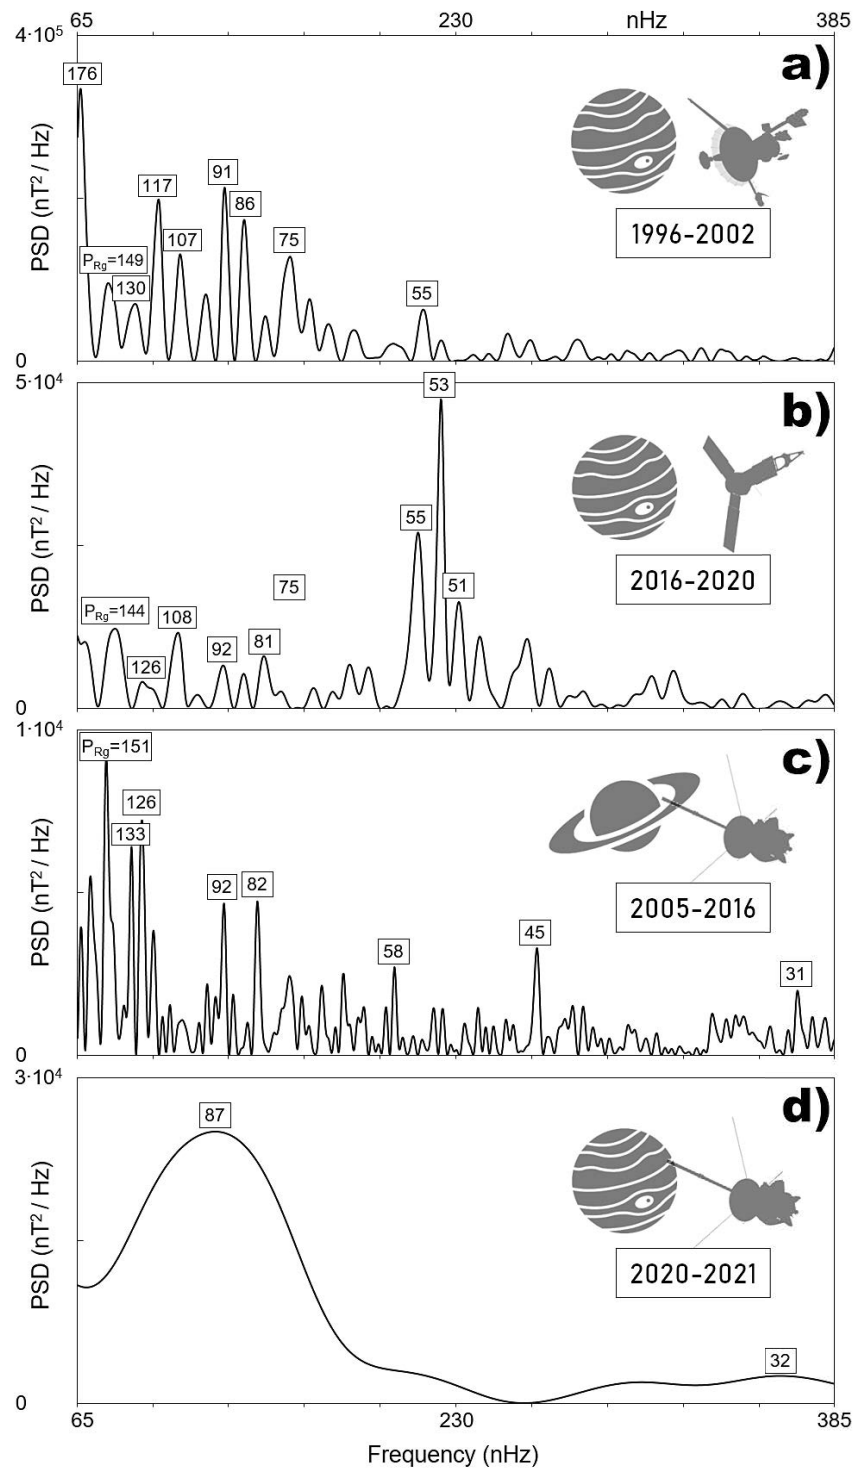 65 230 nHz 385
4·10⁵
a)
176
91
117
86
107
75
P_Rg=149
130
55
PSD (nT² / Hz)
1996-2002
0
5·10⁴
53
b)
55
75
51
P_Rg=144
108
92
81
126
PSD (nT² / Hz)
2016-2020
0
1·10⁴
P_Rg=151
c)
126
133
92
82
58
45
31
PSD (nT² / Hz)
2005-2016
0
3·10⁴
d)
87
PSD (nT² / Hz)
2020-2021
32
0
65 230 385
Frequency (nHz)